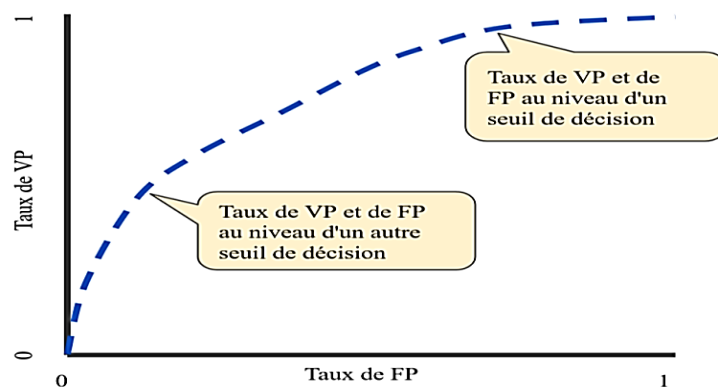 1
Taux de VP et de
FP au niveau d'un
seuil de décision
Taux de VP
Taux de VP et de FP
au niveau d'un autre
seuil de décision
0
0
Taux de FP
1